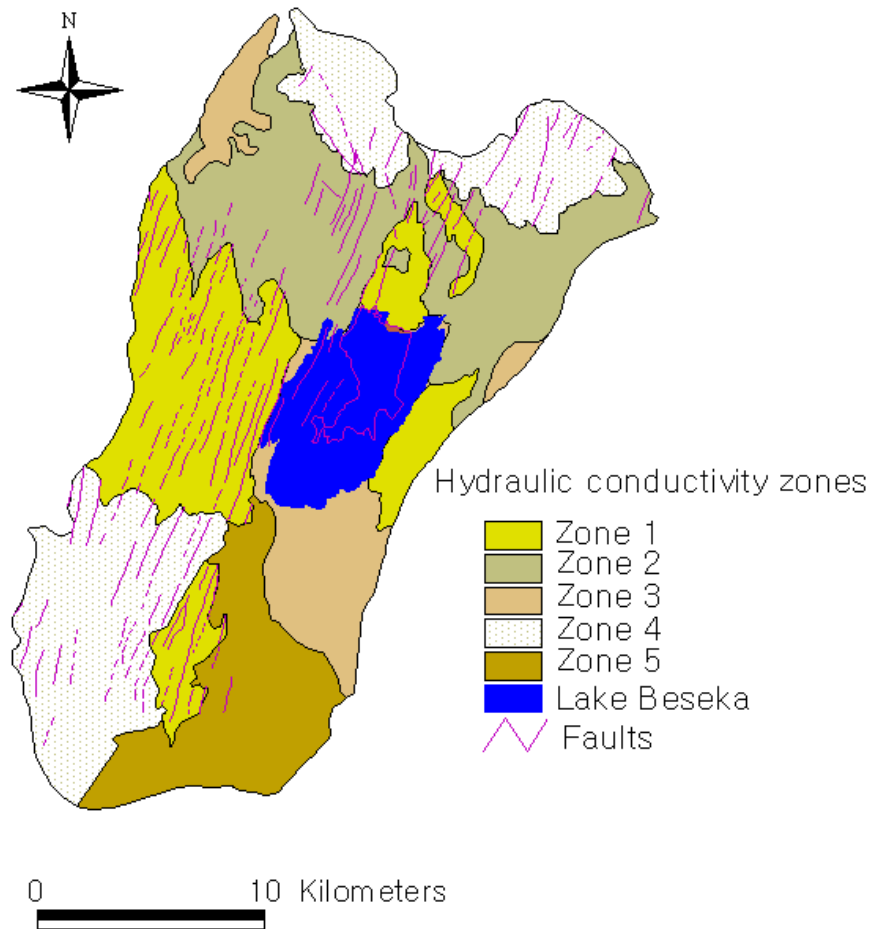 N
Hydraulic conductivity zones
Zone 1
Zone 2
Zone 3
Zone 4
Zone 5
Lake Beseka
Faults
0 10 Kilometers